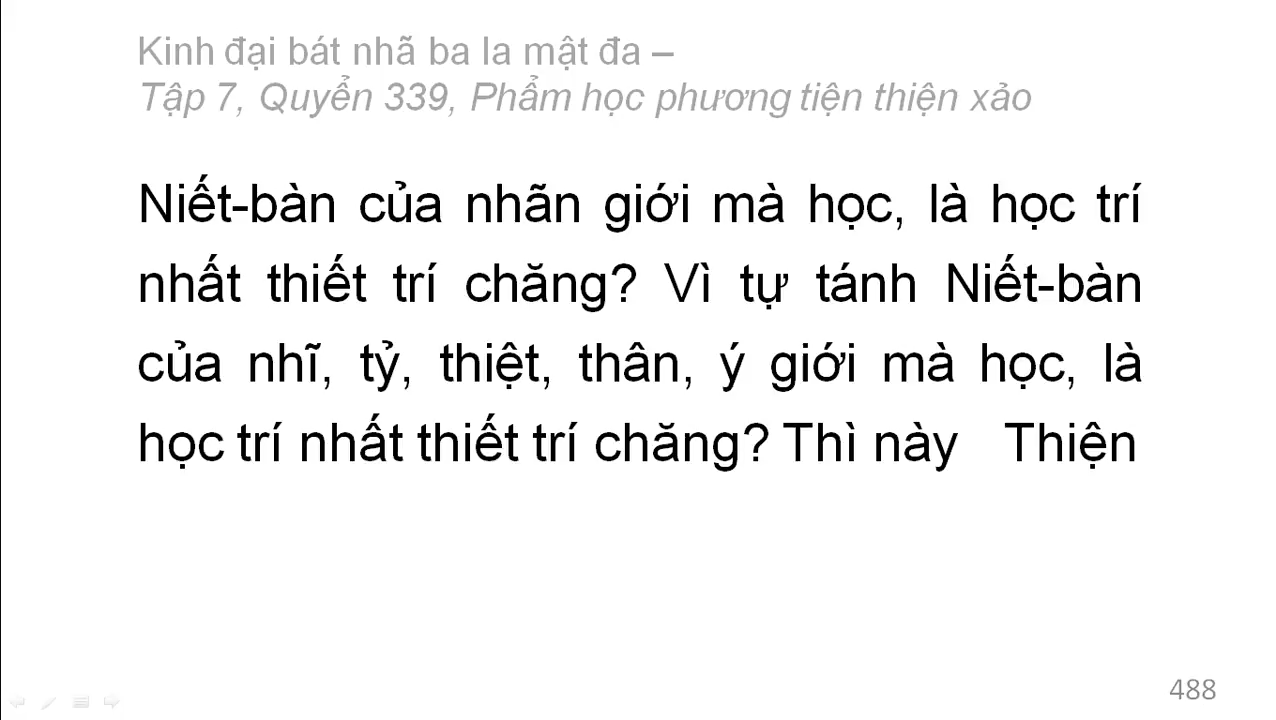 Kinh đại bát nhã ba la mật đa –
Tập 7, Quyển 339, Phẩm học phương tiện thiện xảo
Niết-bàn của nhãn giới mà học, là học trí
nhất thiết trí chăng? Vì tự tánh Niết-bàn
của nhĩ, tỷ, thiệt, thân, ý giới mà học, là
học trí nhất thiết trí chăng? Thì này Thiện
488